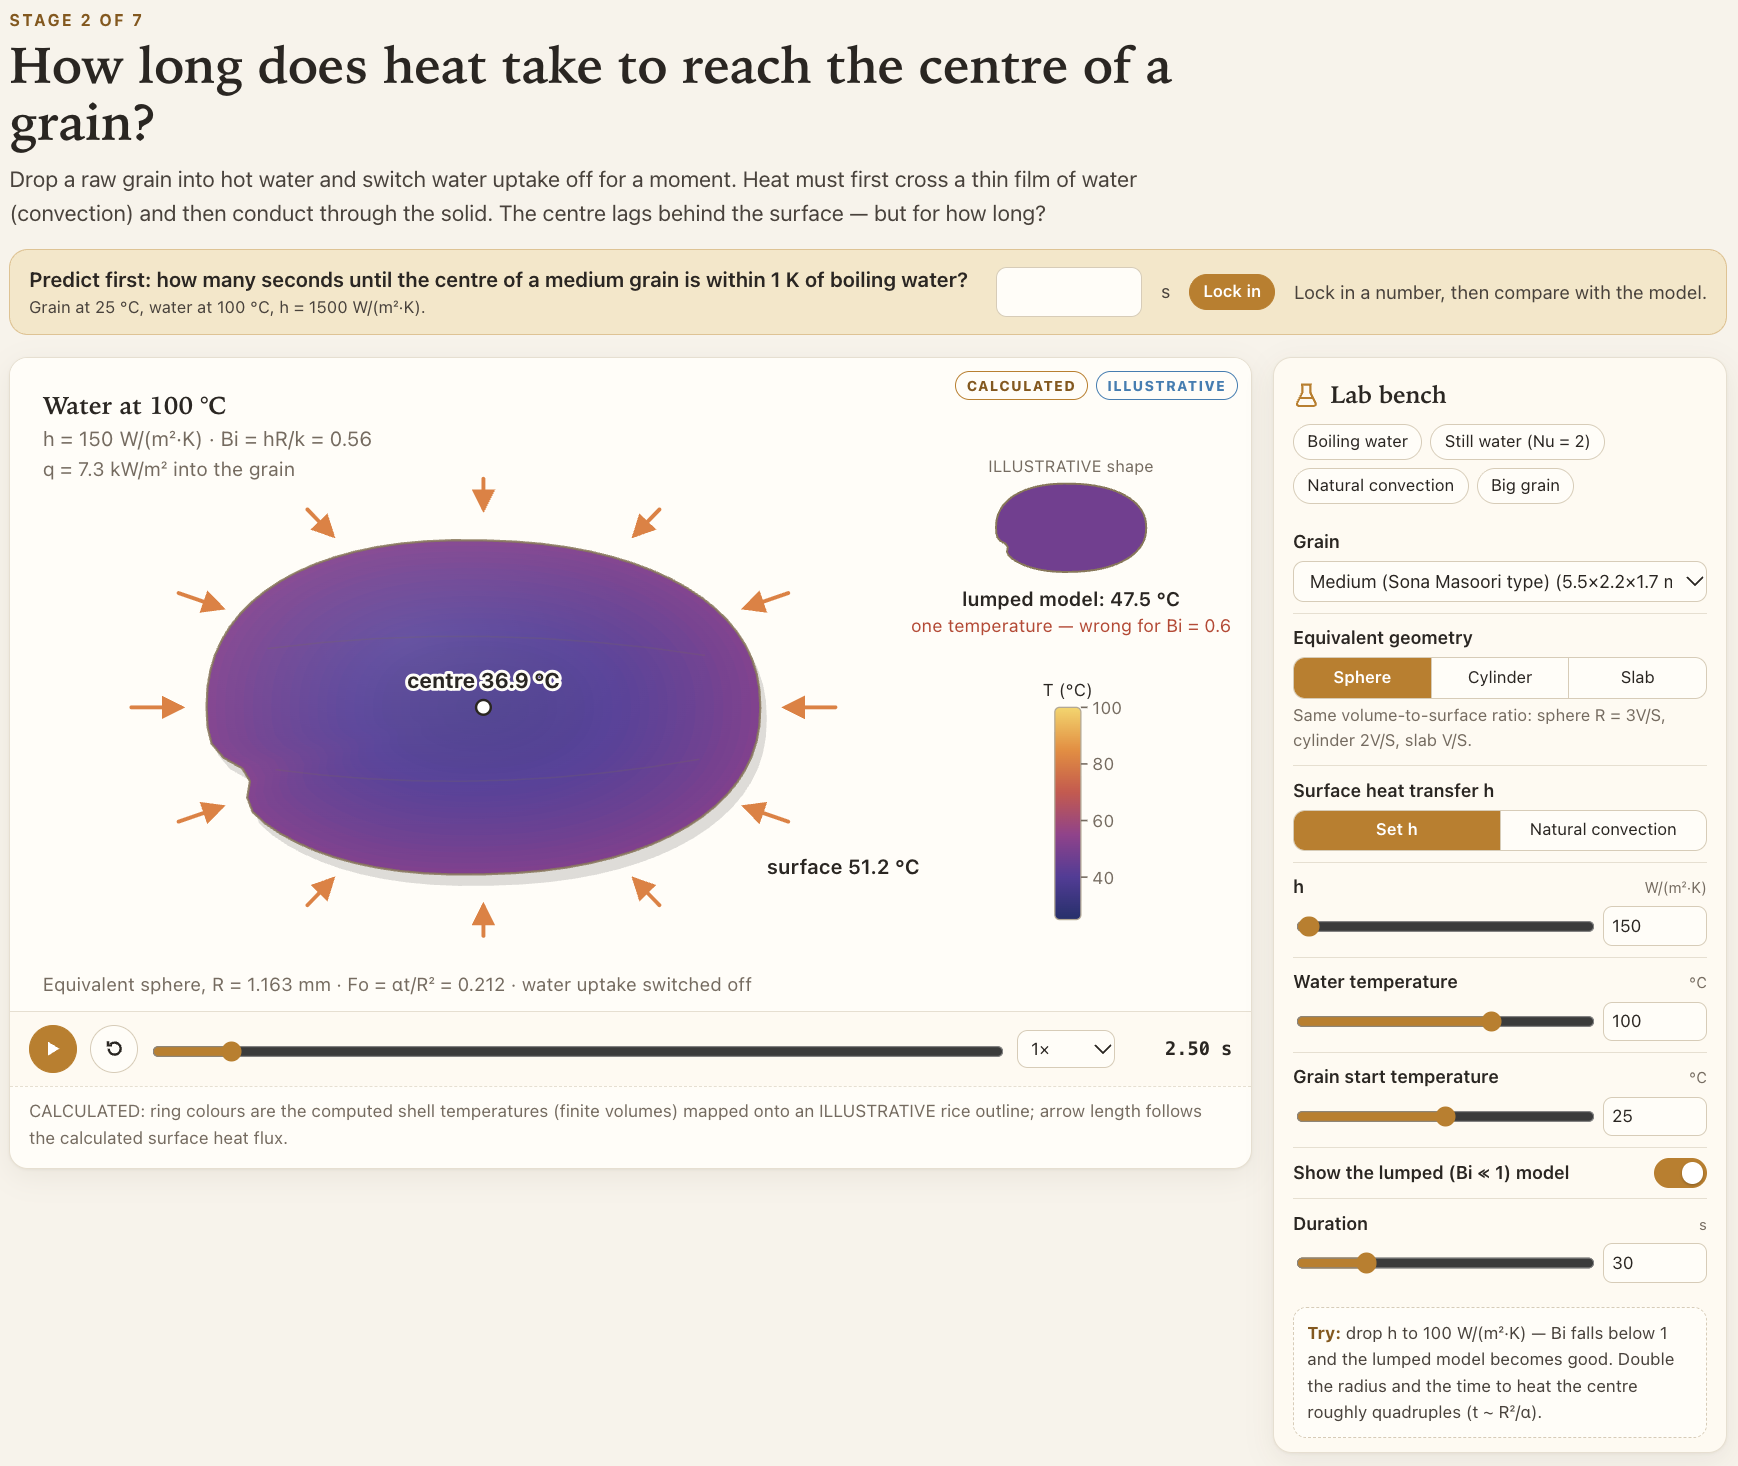 STAGE 2 OF 7
How long does heat take to reach the centre of a
grain?
Drop a raw grain into hot water and switch water uptake off for a moment. Heat must first cross a thin film of water
(convection) and then conduct through the solid. The centre lags behind the surface — but for how long?
Predict first: how many seconds until the centre of a medium grain is within 1 K of boiling water?
Grain at 25 °C, water at 100 °C, h = 1500 W/(m²·K).
s
Lock in
Lock in a number, then compare with the model.
CALCULATED
ILLUSTRATIVE
Water at 100 °C
h = 150 W/(m²·K) · Bi = hR/k = 0.56
q = 7.3 kW/m² into the grain
ILLUSTRATIVE shape
lumped model: 47.5 °C
one temperature — wrong for Bi = 0.6
centre 36.9 °C
surface 51.2 °C
T (°C)
100
80
60
40
Equivalent sphere, R = 1.163 mm · Fo = αt/R² = 0.212 · water uptake switched off
1×
2.50 s
CALCULATED: ring colours are the computed shell temperatures (finite volumes) mapped onto an ILLUSTRATIVE rice outline; arrow length follows
the calculated surface heat flux.
Lab bench
Boiling water
Still water (Nu = 2)
Natural convection
Big grain
Grain
Medium (Sona Masoori type) (5.5×2.2×1.7 m
Equivalent geometry
Sphere
Cylinder
Slab
Same volume-to-surface ratio: sphere R = 3V/S,
cylinder 2V/S, slab V/S.
Surface heat transfer h
Set h
Natural convection
h
W/(m²·K)
150
Water temperature
°C
100
Grain start temperature
°C
25
Show the lumped (Bi ≪ 1) model
Duration
s
30
Try: drop h to 100 W/(m²·K) — Bi falls below 1
and the lumped model becomes good. Double
the radius and the time to heat the centre
roughly quadruples (t ~ R²/α).